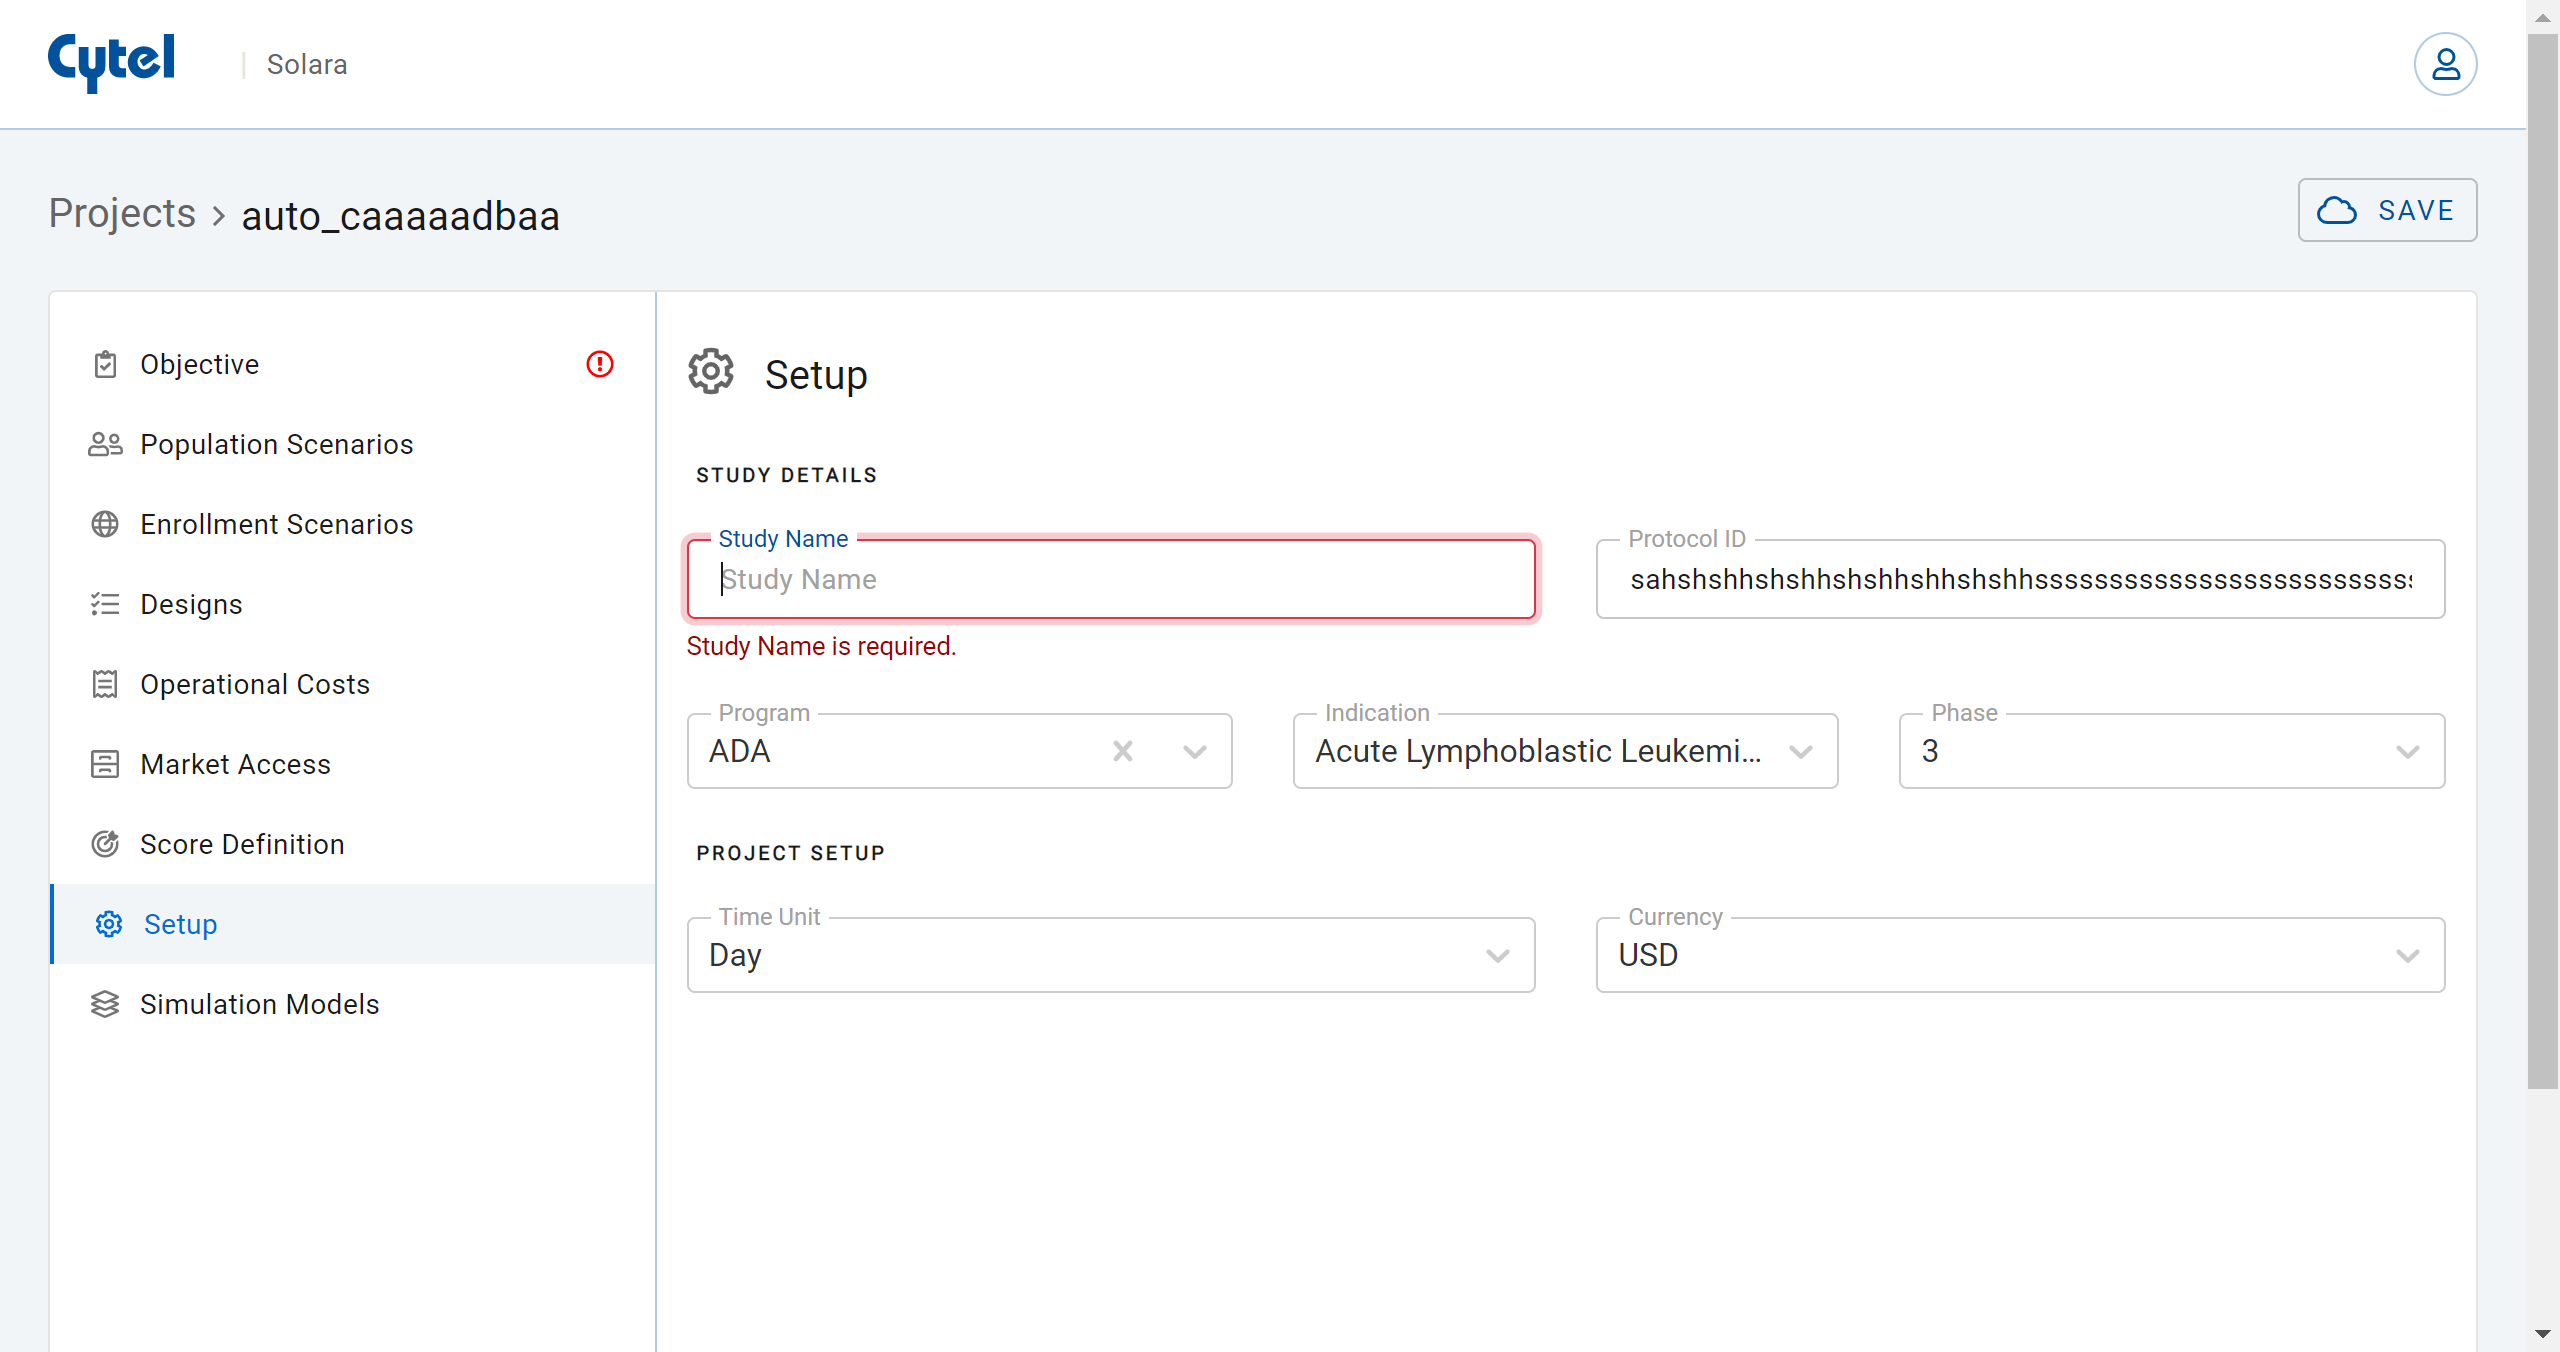 Cytel
Solara
Projects > auto_caaaaadbaa
SAVE
Objective
Population Scenarios
Enrollment Scenarios
Designs
Operational Costs
Market Access
Score Definition
Setup
Simulation Models
Setup
STUDY DETAILS
Study Name
Study Name
Study Name is required.
Protocol ID
Program
ADA
Indication
Acute Lymphoblastic Leukemi...
Phase
3
PROJECT SETUP
Time Unit
Day
Currency
USD